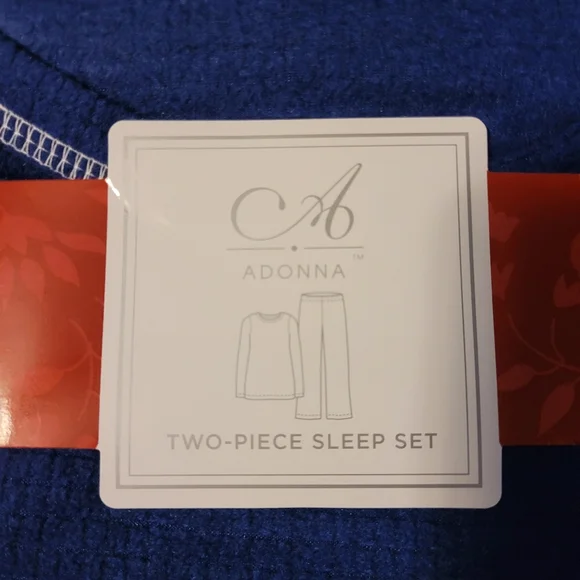 A
ADONNA™
TWO-PIECE SLEEP SET